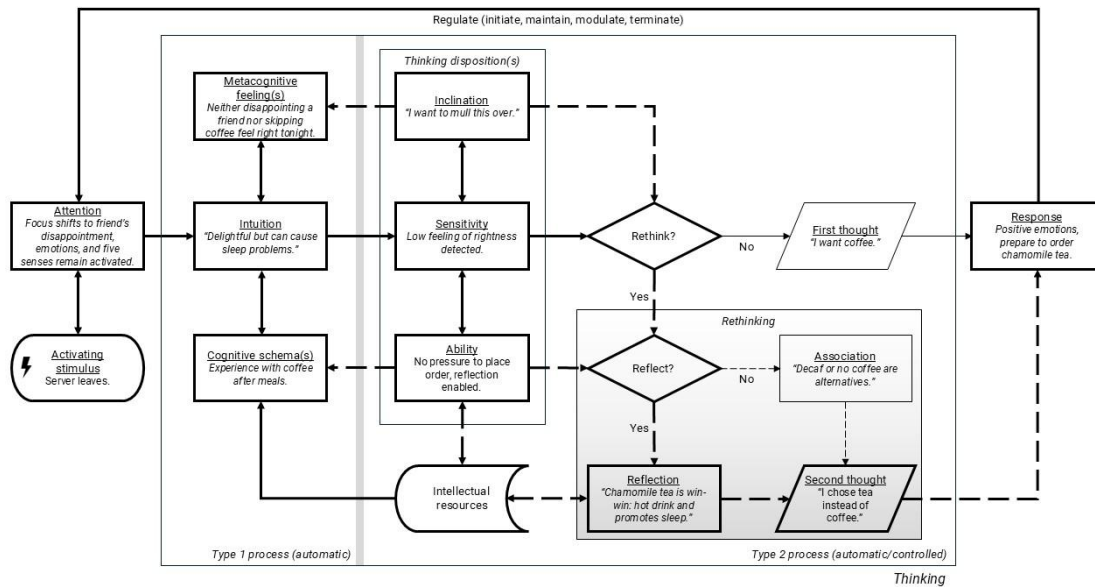 Regulate (initiate, maintain, modulate, terminate)
Thinking disposition(s)
Metacognitive
feeling(s)
Neither disappointing a
friend nor skipping
coffee feel right tonight.
Inclination
"I want to mull this over."
Attention
Focus shifts to friend's
disappointment,
emotions, and five
senses remain activated.
Intuition
"Delightful but can cause
sleep problems."
Sensitivity
Low feeling of rightness
detected.
Rethink?
No
First thought
"I want coffee."
Response
Positive emotions,
prepare to order
chamomile tea.
Yes
Rethinking
Activating
stimulus
Server leaves.
Cognitive schema(s)
Experience with coffee
after meals.
Ability
No pressure to place
order, reflection
enabled.
Reflect?
No
Association
"Decaf or no coffee are
alternatives."
Yes
Intellectual
resources
Reflection
"Chamomile tea is win-
win: hot drink and
promotes sleep."
Second thought
"I chose tea
instead of
coffee."
Type 1 process (automatic)
Type 2 process (automatic/controlled)
Thinking